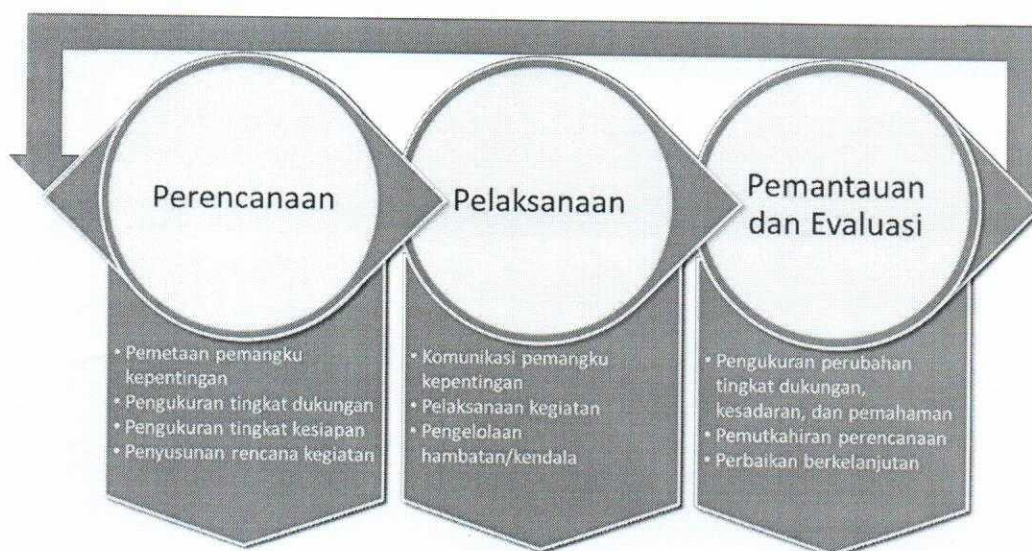 Perencanaan
• Pemetaan pemangku
kepentingan
• Pengukuran tingkat dukungan
• Pengukuran tingkat kesiapan
• Penyusunan rencana kegiatan
Pelaksanaan
• Komunikasi pemangku
kepentingan
• Pelaksanaan kegiatan
• Pengelolaan
hambatan/kendala
Pemantauan
dan Evaluasi
• Pengukuran perubahan
tingkat dukungan,
kesadaran, dan pemahaman
• Pemutkahiran perencanaan
• Perbaikan berkelanjutan